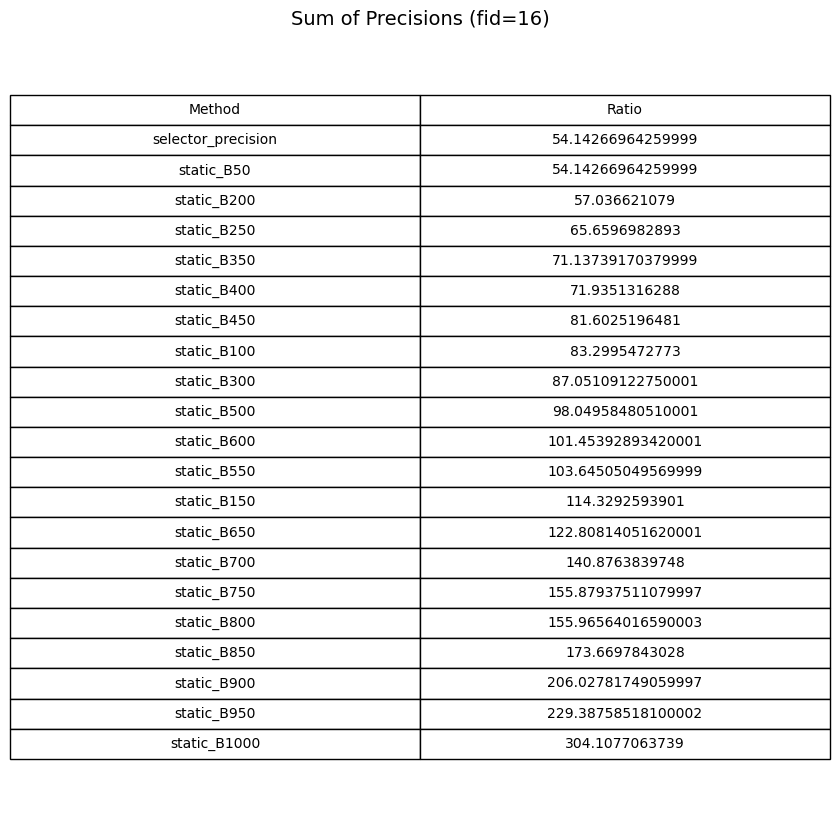 Sum of Precisions (fid=16)
Method Ratio
selector_precision 54.14266964259999
static_B50 54.14266964259999
static_B200 57.036621079
static_B250 65.6596982893
static_B350 71.13739170379999
static_B400 71.9351316288
static_B450 81.6025196481
static_B100 83.2995472773
static_B300 87.05109122750001
static_B500 98.04958480510001
static_B600 101.45392893420001
static_B550 103.64505049569999
static_B150 114.3292593901
static_B650 122.80814051620001
static_B700 140.8763839748
static_B750 155.87937511079997
static_B800 155.96564016590003
static_B850 173.6697843028
static_B900 206.02781749059997
static_B950 229.38758518100002
static_B1000 304.1077063739